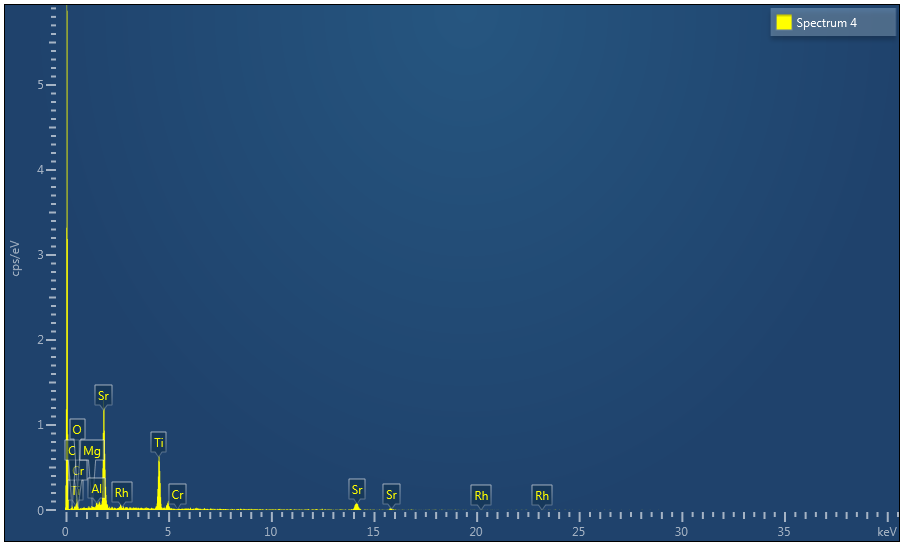 Spectrum 4
5
4
3
2
1
0
cps/eV
Sr
O
C
Mg
Cr
Ti
Al
Rh
Ti
Cr
Sr
Sr
Rh
Rh
0 5 10 15 20 25 30 35 keV